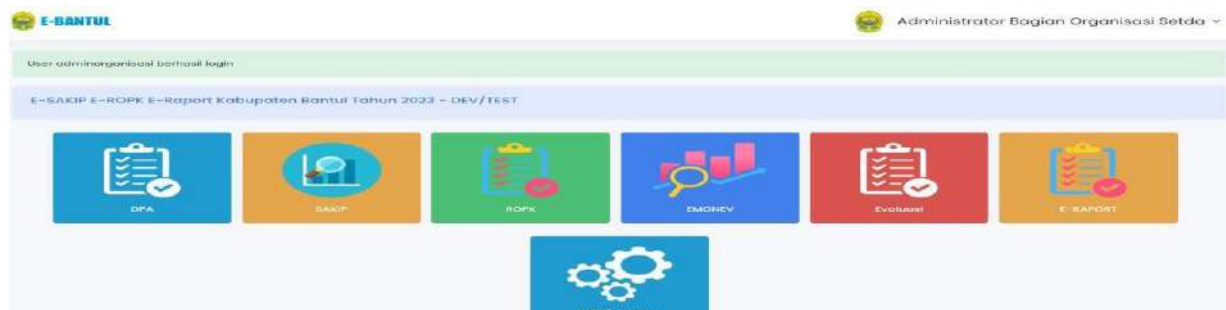 E-BANTUL
Administrator Bagian Organisasi Setda
User adminorganisasi berhasil login
E-SAKIP E-ROPK E-Raport Kabupaten Bantul Tahun 2023 - DEV/TEST
DPA
SAKIP
ROPK
EMONEV
Evaluasi
E-RAPORT